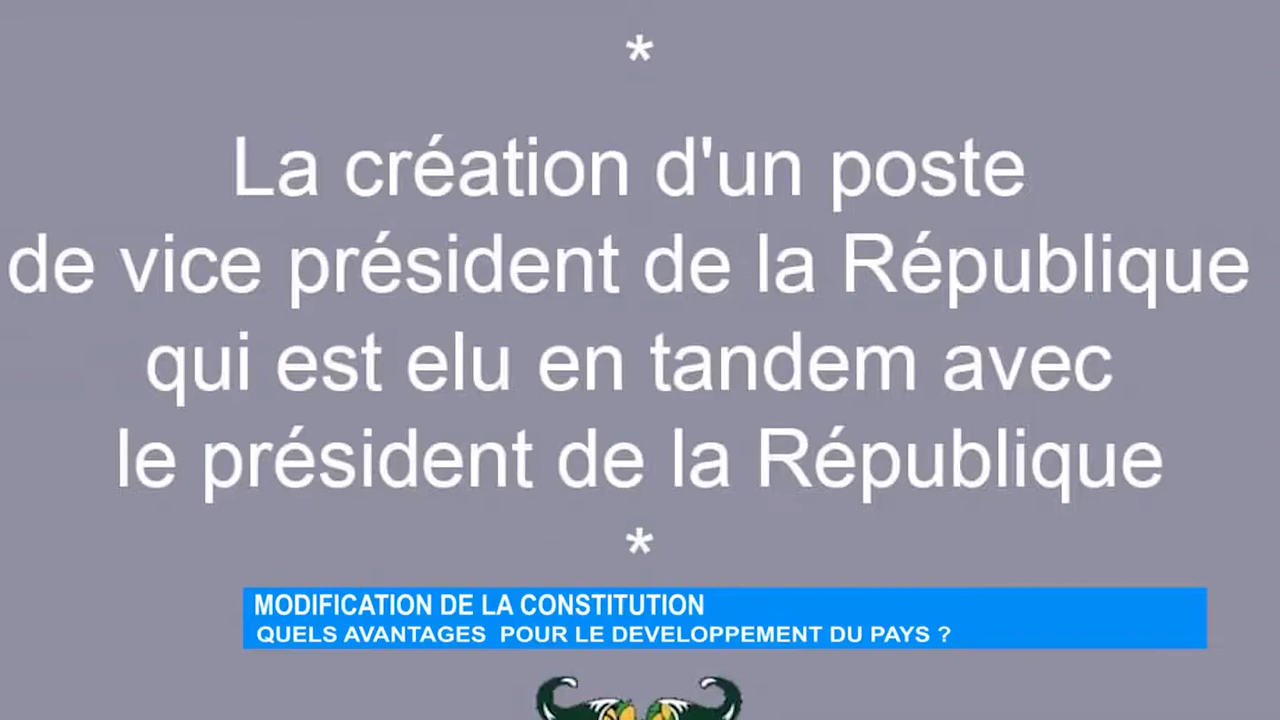 *
La création d'un poste
de vice président de la République
qui est elu en tandem avec
le président de la République
*
MODIFICATION DE LA CONSTITUTION
QUELS AVANTAGES POUR LE DEVELOPPEMENT DU PAYS ?